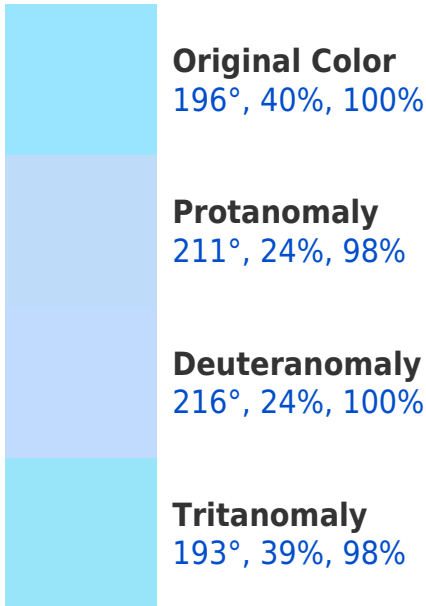 Original Color
196°, 40%, 100%
Protanomaly
211°, 24%, 98%
Deuteranomaly
216°, 24%, 100%
Tritanomaly
193°, 39%, 98%